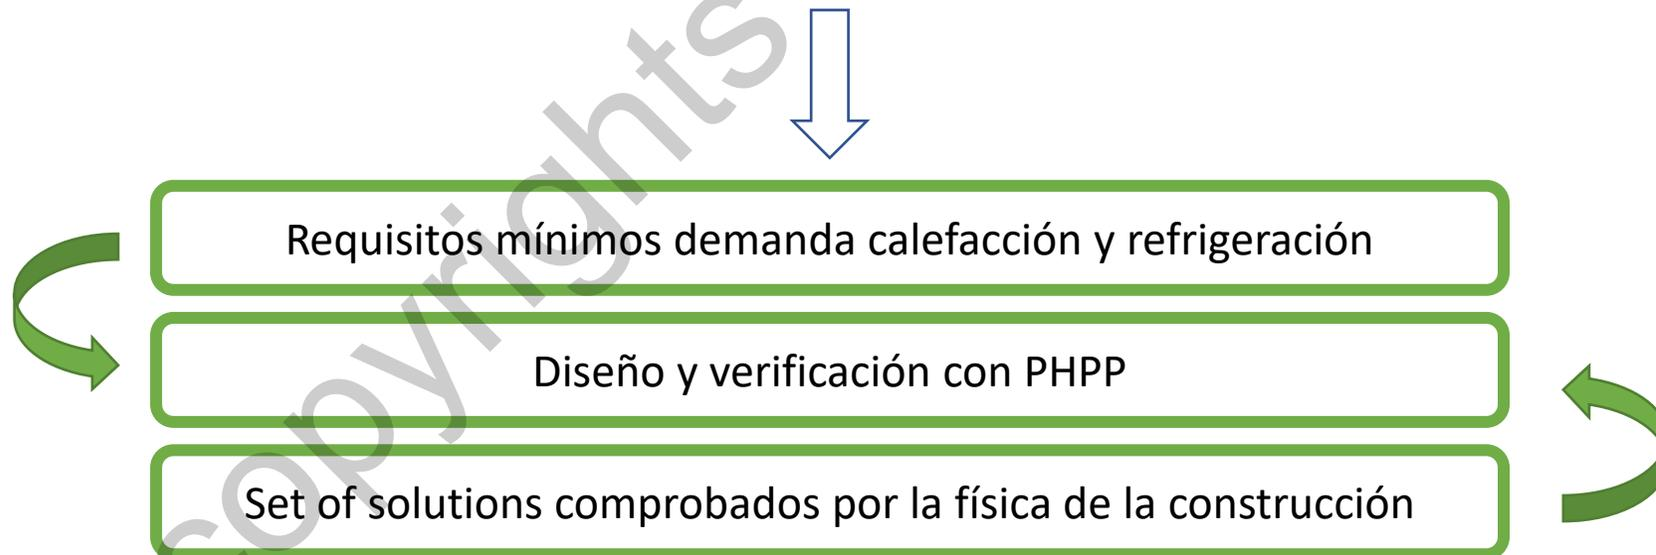 Requisitos mínimos demanda calefacción y refrigeración
Diseño y verificación con PHPP
Set of solutions comprobados por la física de la construcción
copyrights